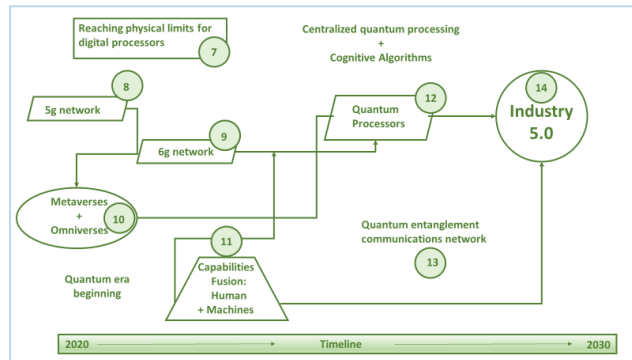 Reaching physical limits for
digital processors
7
Centralized quantum processing
+
Cognitive Algorithms
8
5g network
9
6g network
12
Quantum
Processors
14
Industry
5.0
Metaverses
+
Omniverses
10
11
Capabilities
Fusion:
Human
+ Machines
Quantum entanglement
communications network
13
Quantum era
beginning
2020
Timeline
2030